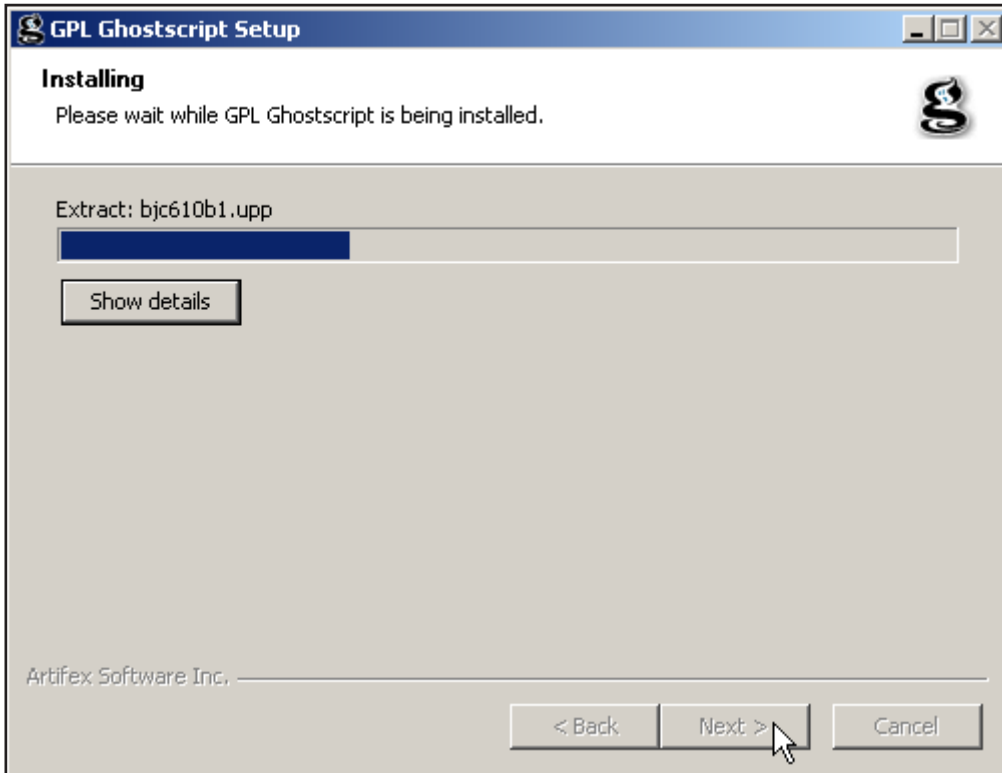 GPL Ghostscript Setup
Installing
Please wait while GPL Ghostscript is being installed.
Extract: bjc610b1.upp
Show details
Artifex Software Inc.
< Back Next > Cancel